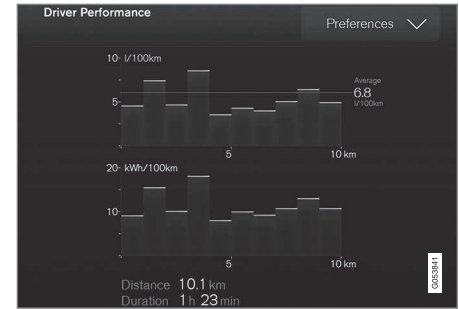 Driver Performance
Preferences
10- l/100km
Average
6.8
l/100km
5-
5
10 km
20- kWh/100km
10-
5
10 km
Distance 10.1 km
Duration 1 h 23 min
G053841